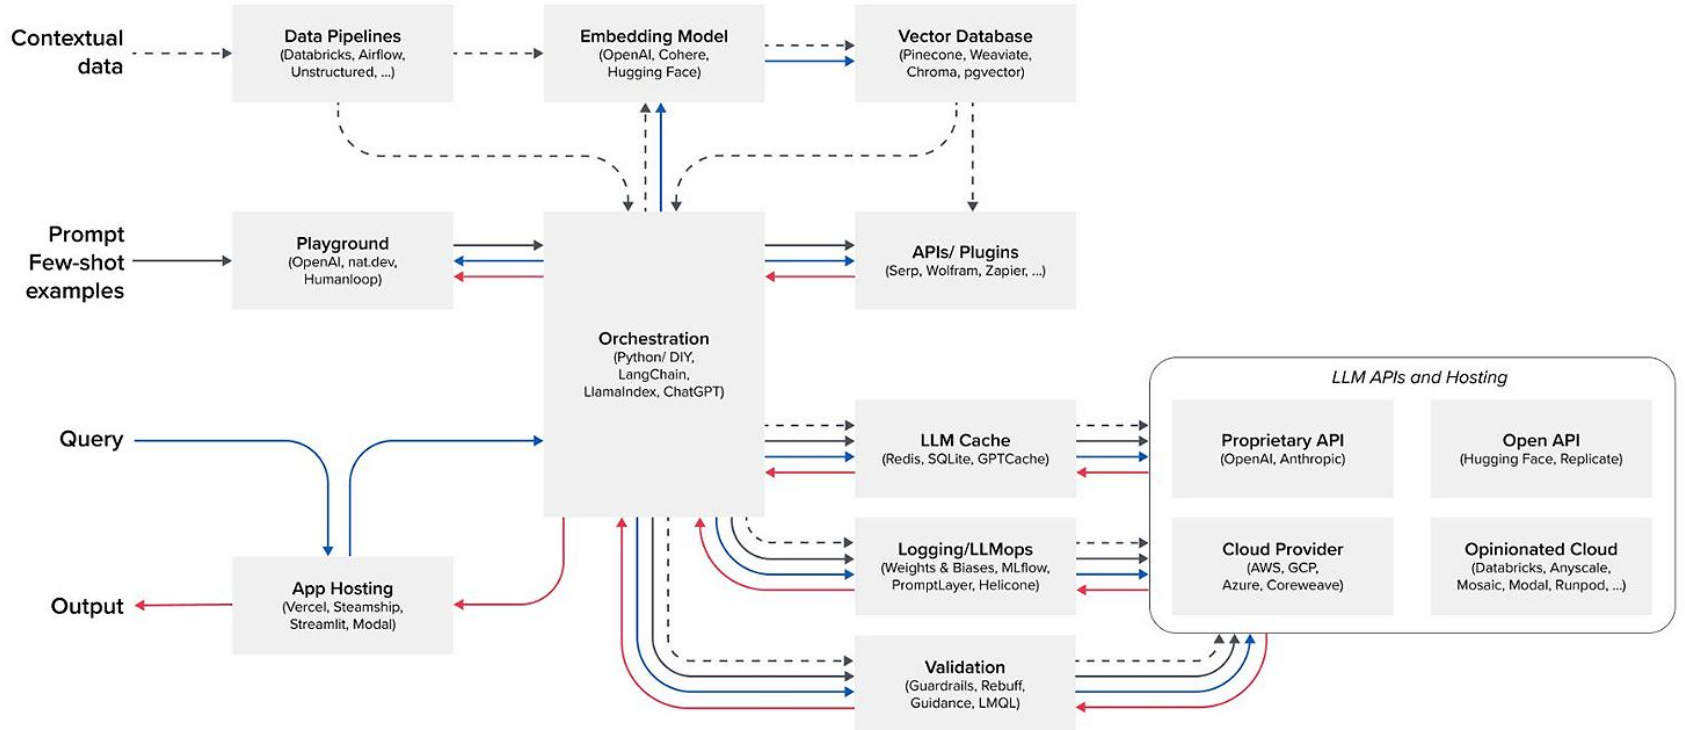 Contextual
data
Data Pipelines
(Databricks, Airflow,
Unstructured, ...)
Embedding Model
(OpenAI, Cohere,
Hugging Face)
Vector Database
(Pinecone, Weaviate,
Chroma, pgvector)
Prompt
Few-shot
examples
Playground
(OpenAI, nat.dev,
Humanloop)
Orchestration
(Python/ DIY,
LangChain,
LlamaIndex, ChatGPT)
APIs/ Plugins
(Serp, Wolfram, Zapier, ...)
LLM APIs and Hosting
Query
LLM Cache
(Redis, SQLite, GPTCache)
Proprietary API
(OpenAI, Anthropic)
Open API
(Hugging Face, Replicate)
Logging/LLMops
(Weights & Biases, MLflow,
PromptLayer, Helicone)
Cloud Provider
(AWS, GCP,
Azure, Coreweave)
Opinionated Cloud
(Databricks, Anyscale,
Mosaic, Modal, Runpod, ...)
Output
App Hosting
(Vercel, Steamship,
Streamlit, Modal)
Validation
(Guardrails, Rebuff,
Guidance, LMQL)